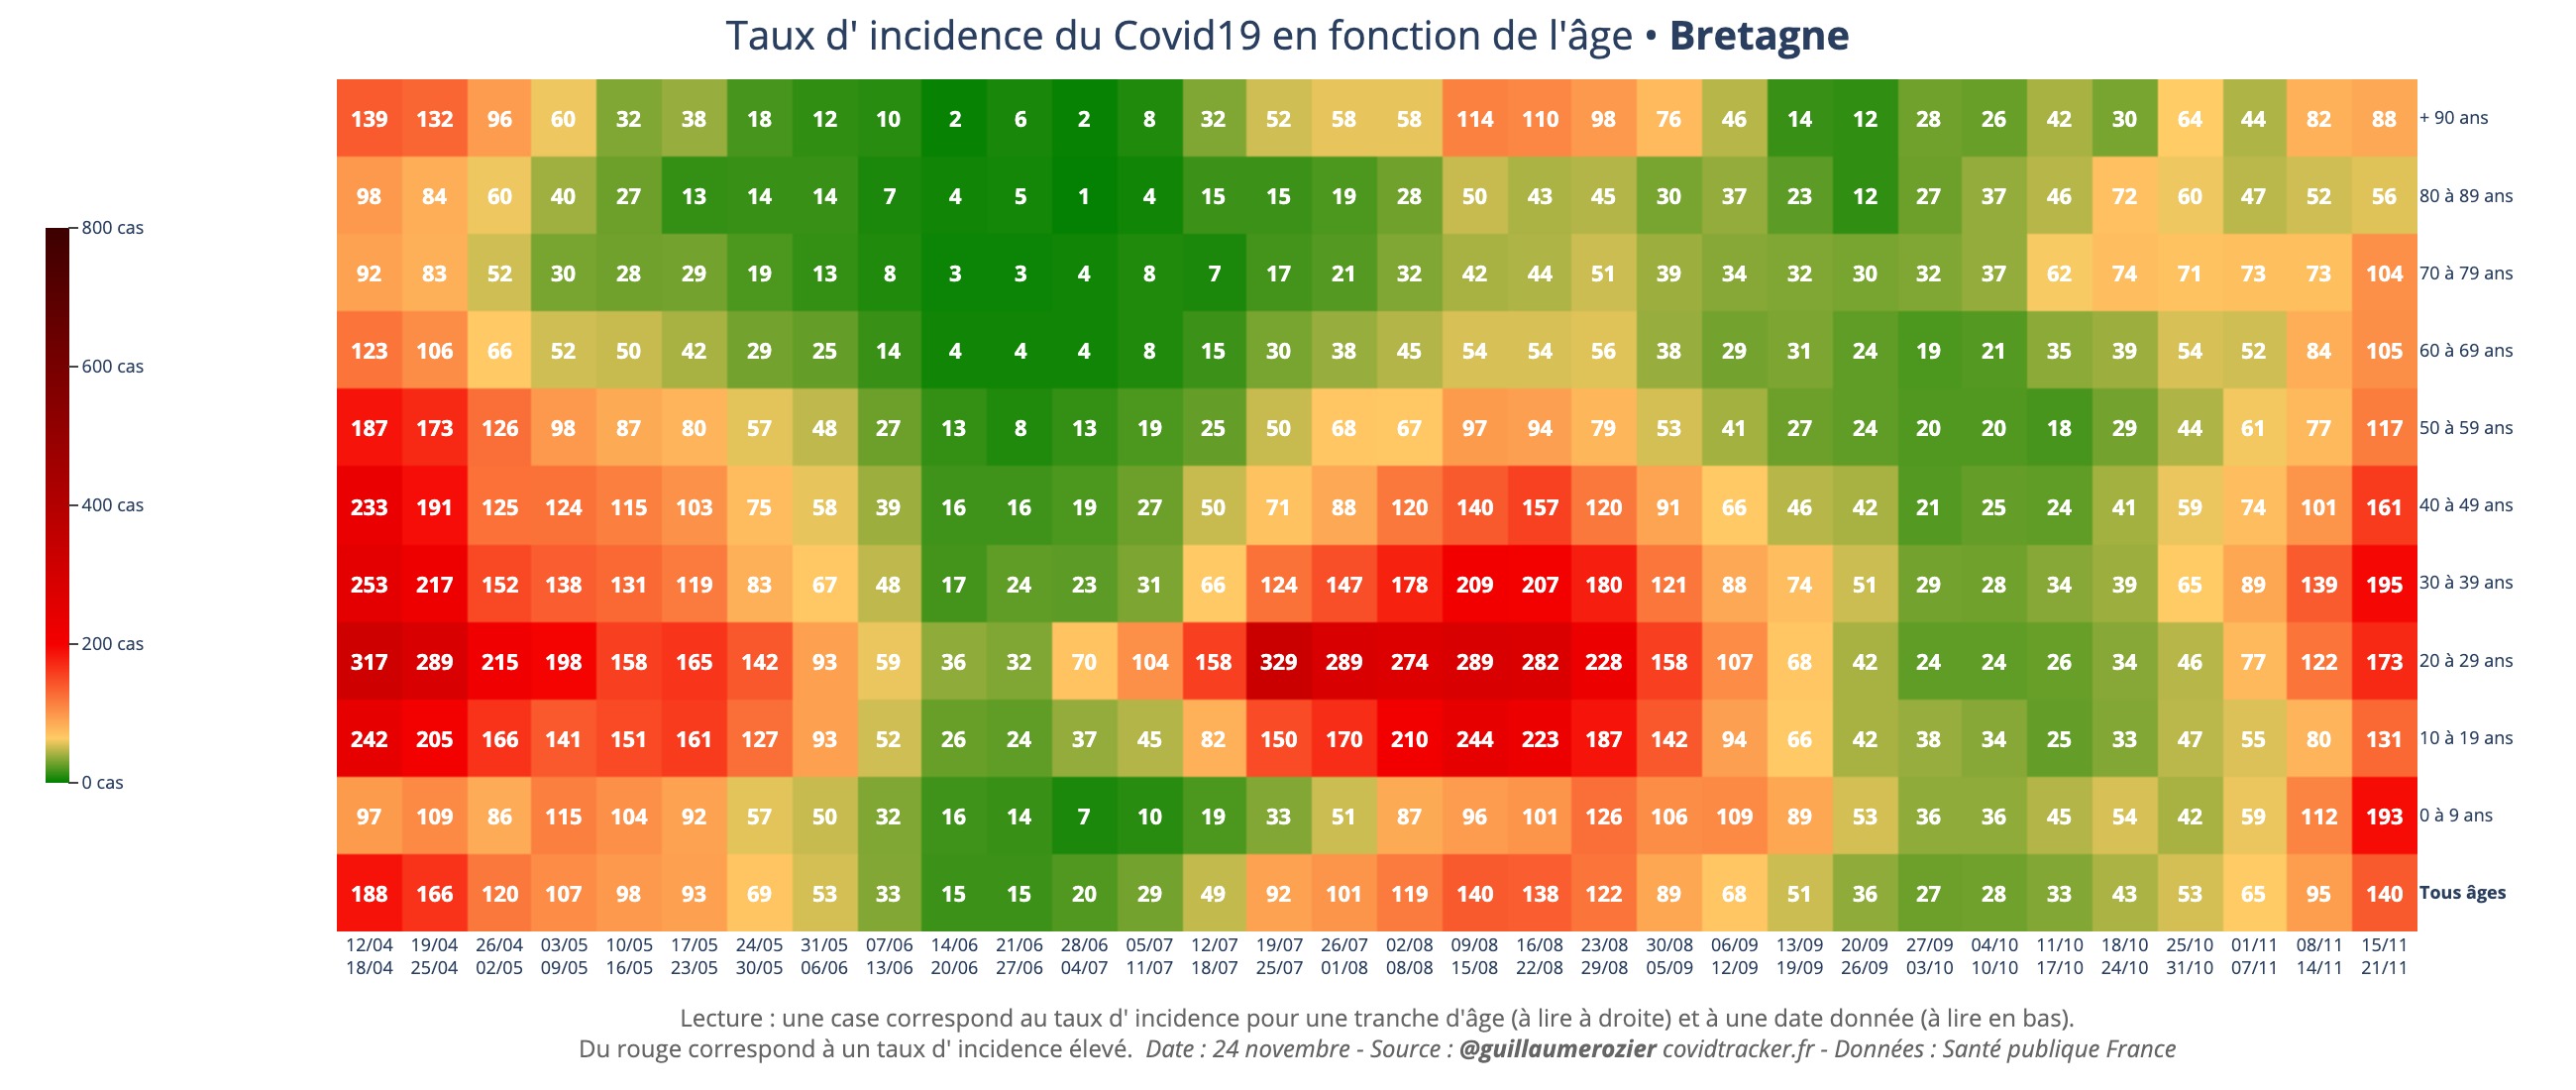 Taux d' incidence du Covid19 en fonction de l'âge • Bretagne
800 cas
600 cas
400 cas
200 cas
0 cas
139 132 96 60 32 38 18 12 10 2 6 2 8 32 52 58 58 114 110 98 76 46 14 12 28 26 42 30 64 44 82 88 + 90 ans
98 84 60 40 27 13 14 14 7 4 5 1 4 15 15 19 28 50 43 45 30 37 23 12 27 37 46 72 60 47 52 56 80 à 89 ans
92 83 52 30 28 29 19 13 8 3 3 4 8 7 17 21 32 42 44 51 39 34 32 30 32 37 62 74 71 73 73 104 70 à 79 ans
123 106 66 52 50 42 29 25 14 4 4 4 8 15 30 38 45 54 54 56 38 29 31 24 19 21 35 39 54 52 84 105 60 à 69 ans
187 173 126 98 87 80 57 48 27 13 8 13 19 25 50 68 67 97 94 79 53 41 27 24 20 20 18 29 44 61 77 117 50 à 59 ans
233 191 125 124 115 103 75 58 39 16 16 19 27 50 71 88 120 140 157 120 91 66 46 42 21 25 24 41 59 74 101 161 40 à 49 ans
253 217 152 138 131 119 83 67 48 17 24 23 31 66 124 147 178 209 207 180 121 88 74 51 29 28 34 39 65 89 139 195 30 à 39 ans
317 289 215 198 158 165 142 93 59 36 32 70 104 158 329 289 274 289 282 228 158 107 68 42 24 24 26 34 46 77 122 173 20 à 29 ans
242 205 166 141 151 161 127 93 52 26 24 37 45 82 150 170 210 244 223 187 142 94 66 42 38 34 25 33 47 55 80 131 10 à 19 ans
97 109 86 115 104 92 57 50 32 16 14 7 10 19 33 51 87 96 101 126 106 109 89 53 36 36 45 54 42 59 112 193 0 à 9 ans
188 166 120 107 98 93 69 53 33 15 15 20 29 49 92 101 119 140 138 122 89 68 51 36 27 28 33 43 53 65 95 140 Tous âges
12/04 19/04 26/04 03/05 10/05 17/05 24/05 31/05 07/06 14/06 21/06 28/06 05/07 12/07 19/07 26/07 02/08 09/08 16/08 23/08 30/08 06/09 13/09 20/09 27/09 04/10 11/10 18/10 25/10 01/11 08/11 15/11
18/04 25/04 02/05 09/05 16/05 23/05 30/05 06/06 13/06 20/06 27/06 04/07 11/07 18/07 25/07 01/08 08/08 15/08 22/08 29/08 05/09 12/09 19/09 26/09 03/10 10/10 17/10 24/10 31/10 07/11 14/11 21/11
Lecture : une case correspond au taux d' incidence pour une tranche d'âge (à lire à droite) et à une date donnée (à lire en bas).
Du rouge correspond à un taux d' incidence élevé. Date : 24 novembre - Source : @guillaumerozier covidtracker.fr - Données : Santé publique France